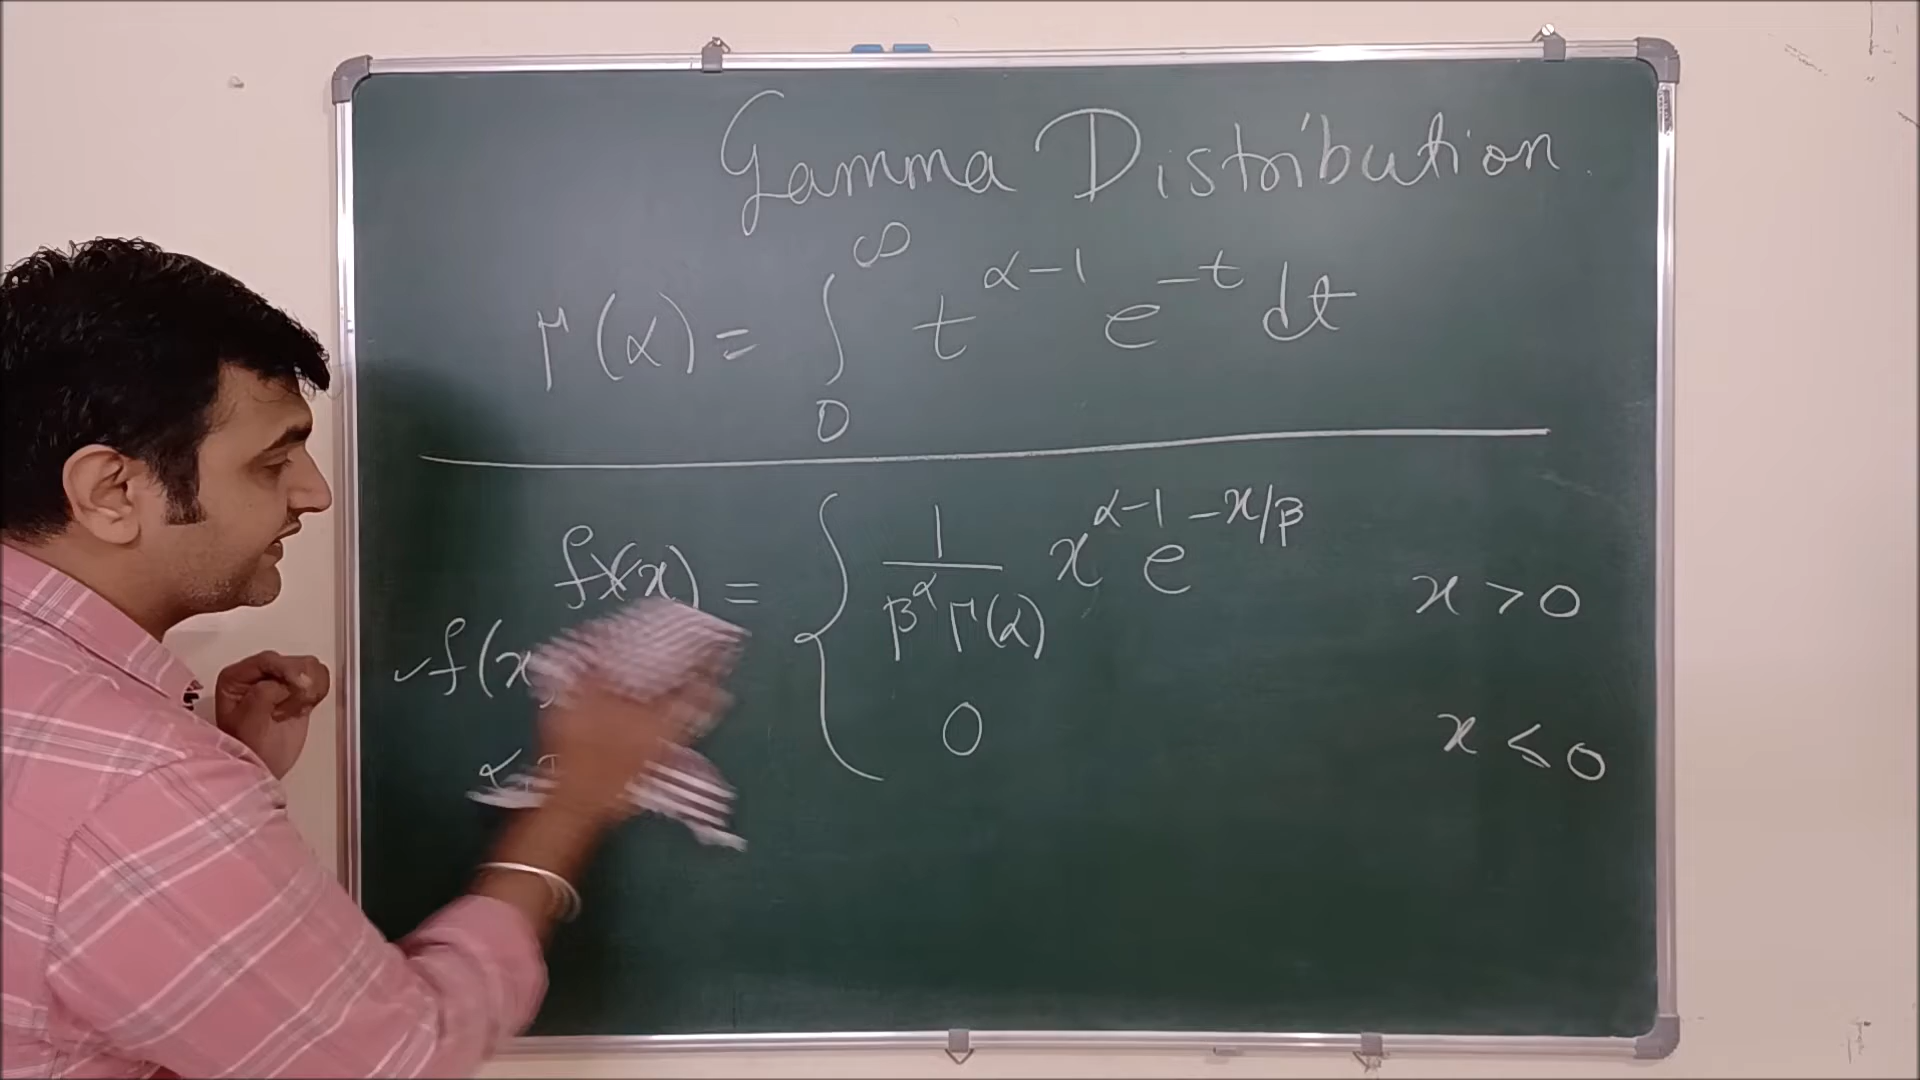 Gamma Distribution
Γ(α) = ∫₀^∞ t^(α-1) e^(-t) dt
f(x) = { 1/(β^α Γ(α)) x^(α-1) e^(-x/β) x > 0
✓f(x,
0 x ≤ 0
α,